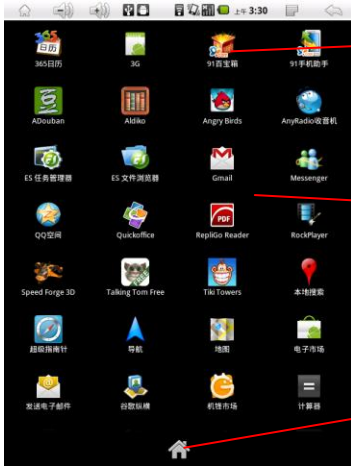 上午 3:30
365
日历
365日历
3G
91百宝箱
91手机助手
ADouban
Aldiko
Angry Birds
AnyRadio收音机
ES 任务管理器
ES 文件浏览器
Gmail
Messenger
QQ空间
Quickoffice
PDF
RepliGo Reader
RockPlayer
Speed Forge 3D
Talking Tom Free
Tiki Towers
本地搜索
超级指南针
导航
地图
电子市场
发送电子邮件
谷歌纵横
机锋市场
计算器